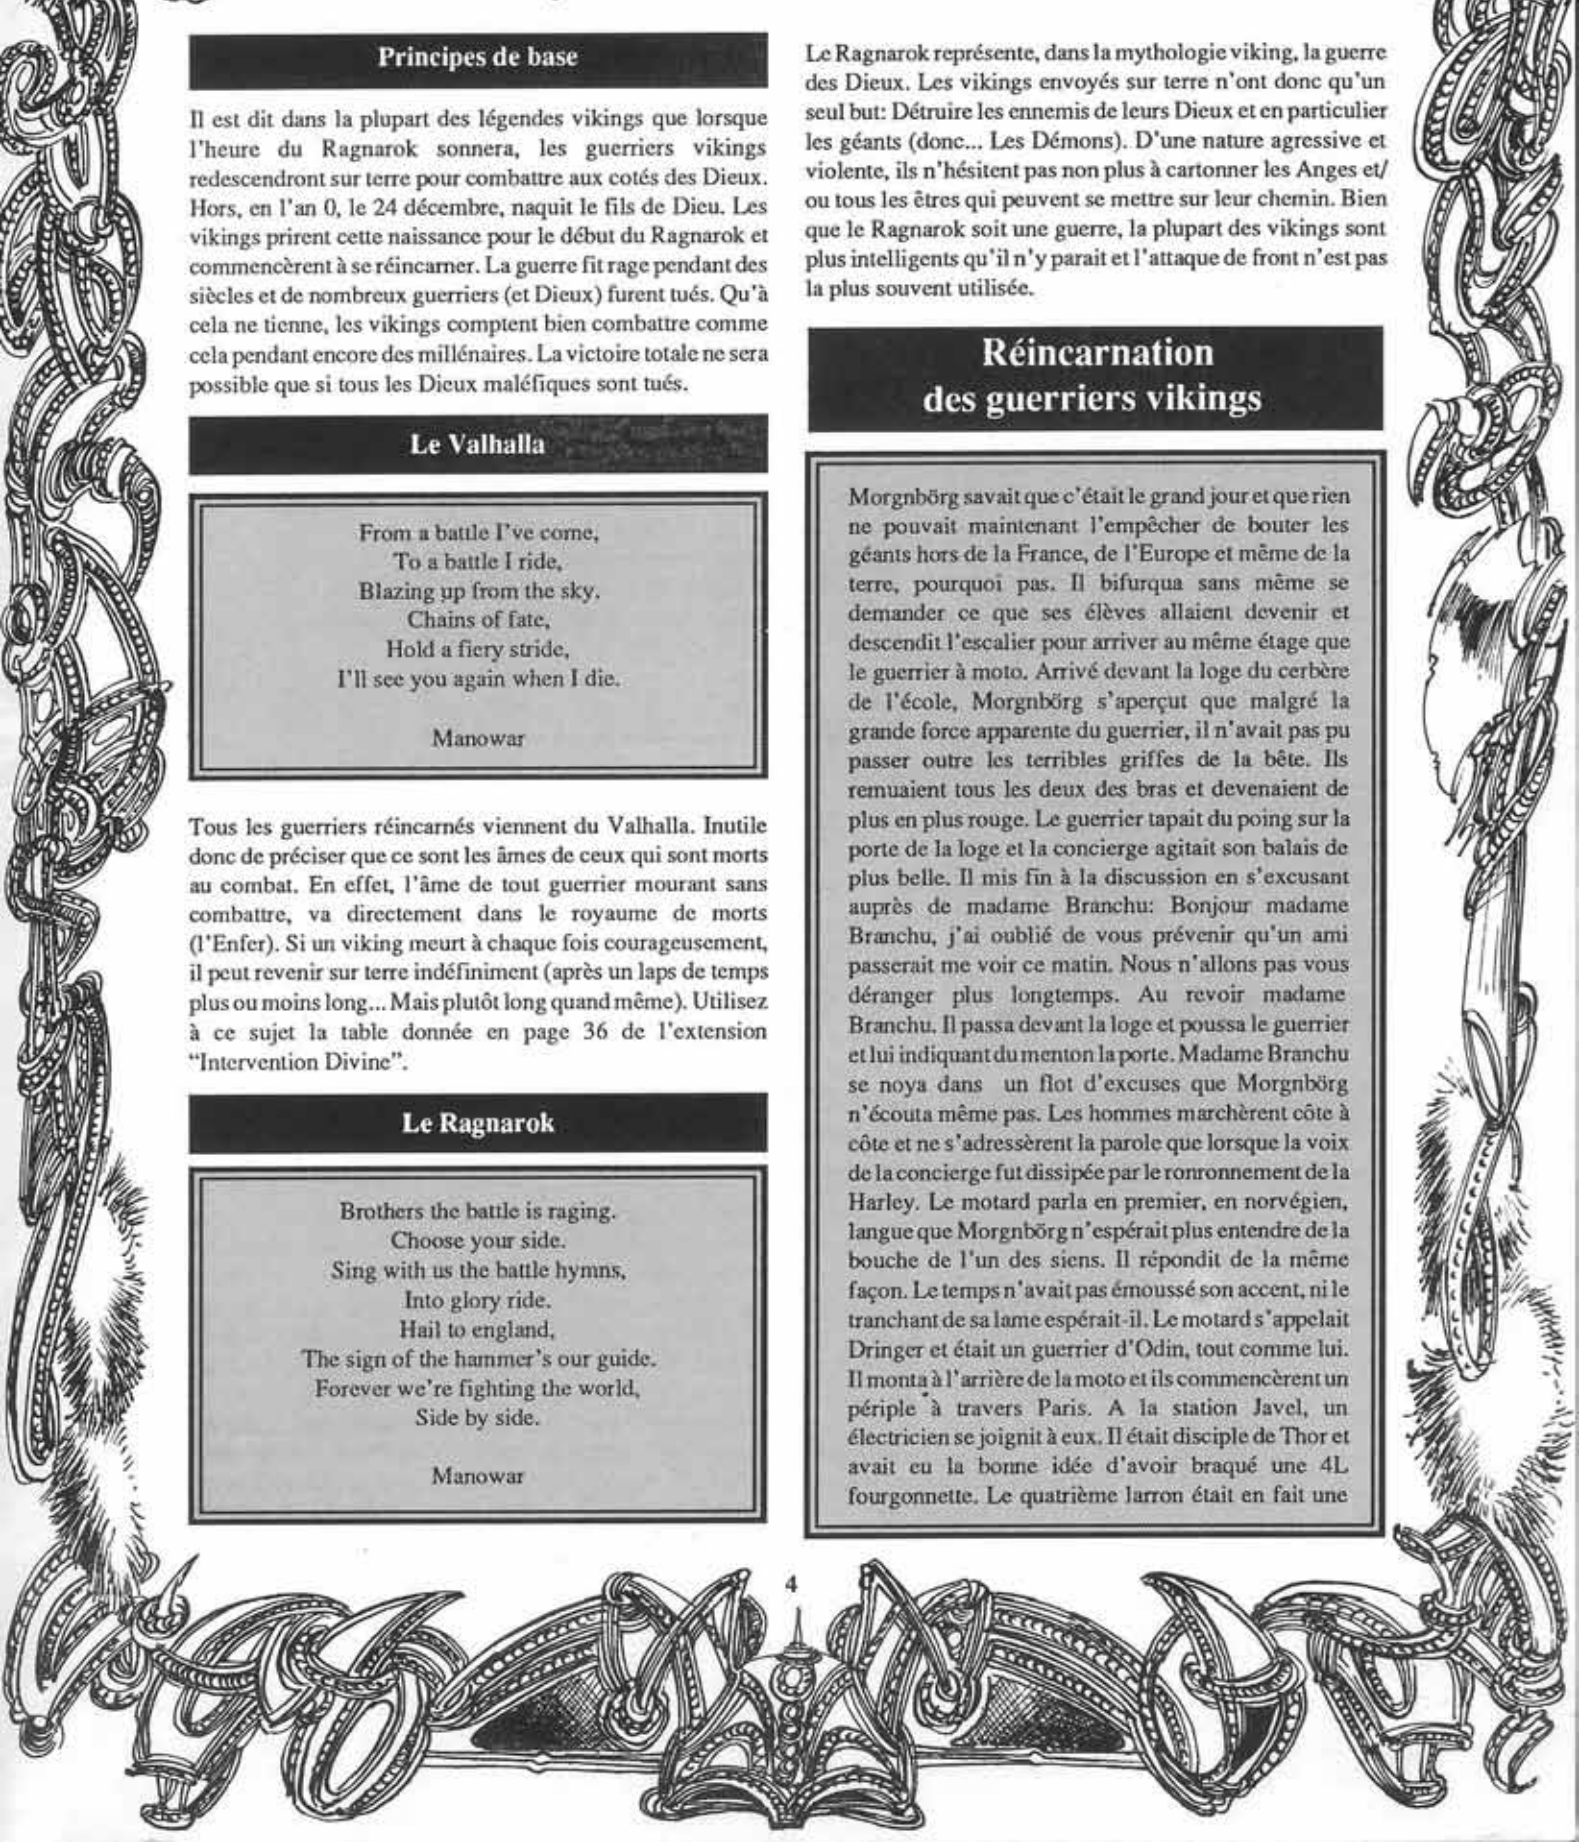 Principes de base
Il est dit dans la plupart des légendes vikings que lorsque
l'heure du Ragnarok sonnera, les guerriers vikings
redescendront sur terre pour combattre aux cotés des Dieux.
Hors, en l'an 0, le 24 décembre, naquit le fils de Dieu. Les
vikings prirent cette naissance pour le début du Ragnarok et
commencèrent à se réincarner. La guerre fit rage pendant des
siècles et de nombreux guerriers (et Dieux) furent tués. Qu'à
cela ne tienne, les vikings comptent bien combattre comme
cela pendant encore des millénaires. La victoire totale ne sera
possible que si tous les Dieux maléfiques sont tués.
Le Valhalla
From a battle I've come,
To a battle I ride,
Blazing up from the sky.
Chains of fate,
Hold a fiery stride,
I'll see you again when I die.
Manowar
Tous les guerriers réincarnés viennent du Valhalla. Inutile
donc de préciser que ce sont les âmes de ceux qui sont morts
au combat. En effet, l'âme de tout guerrier mourant sans
combattre, va directement dans le royaume de morts
(l'Enfer). Si un viking meurt à chaque fois courageusement,
il peut revenir sur terre indéfiniment (après un laps de temps
plus ou moins long... Mais plutôt long quand même). Utilisez
à ce sujet la table donnée en page 36 de l'extension
"Intervention Divine".
Le Ragnarok
Brothers the battle is raging.
Choose your side.
Sing with us the battle hymns,
Into glory ride.
Hail to england,
The sign of the hammer's our guide.
Forever we're fighting the world,
Side by side.
Manowar
Le Ragnarok représente, dans la mythologie viking, la guerre
des Dieux. Les vikings envoyés sur terre n'ont donc qu'un
seul but: Détruire les ennemis de leurs Dieux et en particulier
les géants (donc... Les Démons). D'une nature agressive et
violente, ils n'hésitent pas non plus à cartonner les Anges et/
ou tous les êtres qui peuvent se mettre sur leur chemin. Bien
que le Ragnarok soit une guerre, la plupart des vikings sont
plus intelligents qu'il n'y parait et l'attaque de front n'est pas
la plus souvent utilisée.
Réincarnation
des guerriers vikings
Morgnbörg savait que c'était le grand jour et que rien
ne pouvait maintenant l'empêcher de bouter les
géants hors de la France, de l'Europe et même de la
terre, pourquoi pas. Il bifurqua sans même se
demander ce que ses élèves allaient devenir et
descendit l'escalier pour arriver au même étage que
le guerrier à moto. Arrivé devant la loge du cerbère
de l'école, Morgnbörg s'aperçut que malgré la
grande force apparente du guerrier, il n'avait pas pu
passer outre les terribles griffes de la bête. Ils
remuaient tous les deux des bras et devenaient de
plus en plus rouge. Le guerrier tapait du poing sur la
porte de la loge et la concierge agitait son balais de
plus belle. Il mis fin à la discussion en s'excusant
auprès de madame Branchu: Bonjour madame
Branchu, j'ai oublié de vous prévenir qu'un ami
passerait me voir ce matin. Nous n'allons pas vous
déranger plus longtemps. Au revoir madame
Branchu. Il passa devant la loge et poussa le guerrier
et lui indiquant du menton la porte. Madame Branchu
se noya dans un flot d'excuses que Morgnbörg
n'écouta même pas. Les hommes marchèrent côte à
côte et ne s'adressèrent la parole que lorsque la voix
de la concierge fut dissipée par le ronronnement de la
Harley. Le motard parla en premier, en norvégien,
langue que Morgnbörg n'espérait plus entendre de la
bouche de l'un des siens. Il répondit de la même
façon. Le temps n'avait pas émoussé son accent, ni le
tranchant de sa lame espérait-il. Le motard s'appelait
Dringer et était un guerrier d'Odin, tout comme lui.
Il monta à l'arrière de la moto et ils commencèrent un
périple à travers Paris. A la station Javel, un
électricien se joignit à eux. Il était disciple de Thor et
avait eu la bonne idée d'avoir braqué une 4L
fourgonnette. Le quatrième larron était en fait une
4